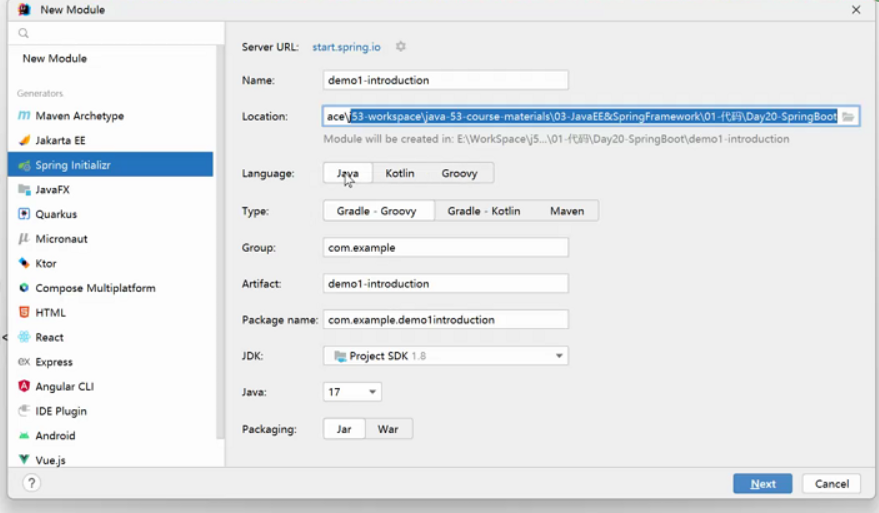 New Module
New Module
Generators
Maven Archetype
Jakarta EE
Spring Initializr
JavaFX
Quarkus
Micronaut
Ktor
Compose Multiplatform
HTML
React
Express
Angular CLI
IDE Plugin
Android
Vue.js
Server URL: start.spring.io
Name: demo1-introduction
Location: ace\j53-workspace\java-53-course-materials\03-JavaEE&SpringFramework\01-代码\Day20-SpringBoot
Module will be created in: E:\WorkSpace\j5...\01-代码\Day20-SpringBoot\demo1-introduction
Language: Java Kotlin Groovy
Type: Gradle - Groovy Gradle - Kotlin Maven
Group: com.example
Artifact: demo1-introduction
Package name: com.example.demo1introduction
JDK: Project SDK 1.8
Java: 17
Packaging: Jar War
? Next Cancel